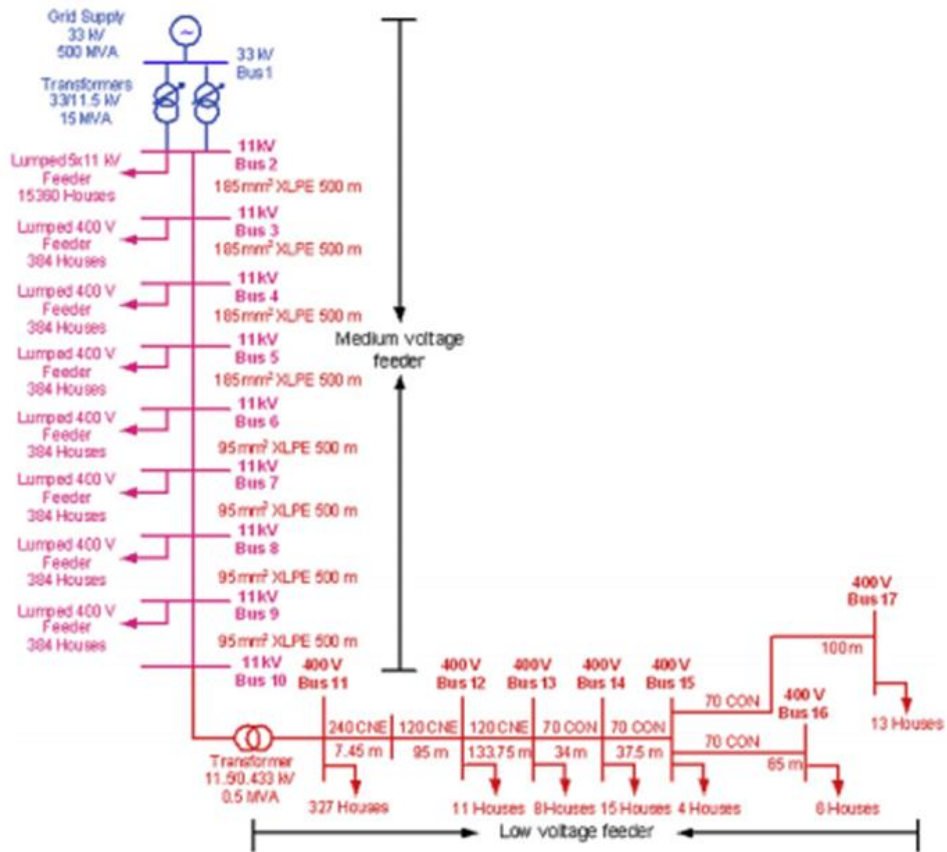 Grid Supply
33 kV
500 MVA
33 kV
Bus 1
Transformers
33/11.5 kV
15 MVA
11kV
Bus 2
Lumped 5x11 kV
Feeder
15360 Houses
185mm² XLPE 500 m
11kV
Bus 3
Lumped 400 V
Feeder
384 Houses
185mm² XLPE 500 m
11kV
Bus 4
Lumped 400 V
Feeder
384 Houses
185mm² XLPE 500 m
Medium voltage
feeder
11kV
Bus 5
Lumped 400 V
Feeder
384 Houses
185mm² XLPE 500 m
11kV
Bus 6
Lumped 400 V
Feeder
384 Houses
95mm² XLPE 500 m
11kV
Bus 7
Lumped 400 V
Feeder
384 Houses
95mm² XLPE 500 m
11kV
Bus 8
Lumped 400 V
Feeder
384 Houses
95mm² XLPE 500 m
11kV
Bus 9
Lumped 400 V
Feeder
384 Houses
95mm² XLPE 500 m
11kV
Bus 10
400 V
Bus 11
400 V
Bus 12
400 V
Bus 13
400 V
Bus 14
400 V
Bus 15
400 V
Bus 17
100m
13 Houses
70 CON
400 V
Bus 16
240 CNE
120 CNE
120 CNE
70 CON
70 CON
70 CON
7.45 m
95 m
133.75 m
34 m
37.5 m
65 m
Transformer
11.5/0.433 kV
0.5 MVA
327 Houses
11 Houses
8 Houses
15 Houses
4 Houses
6 Houses
Low voltage feeder